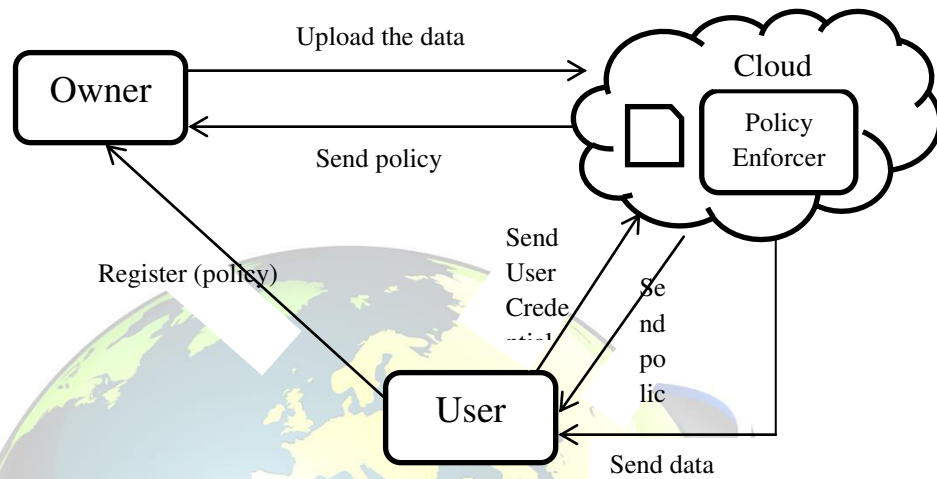 Upload the data
Owner
Cloud
Policy
Enforcer
Send policy
Send
User
Crede
Register (policy)
Se
nd
po
lic
User
Send data